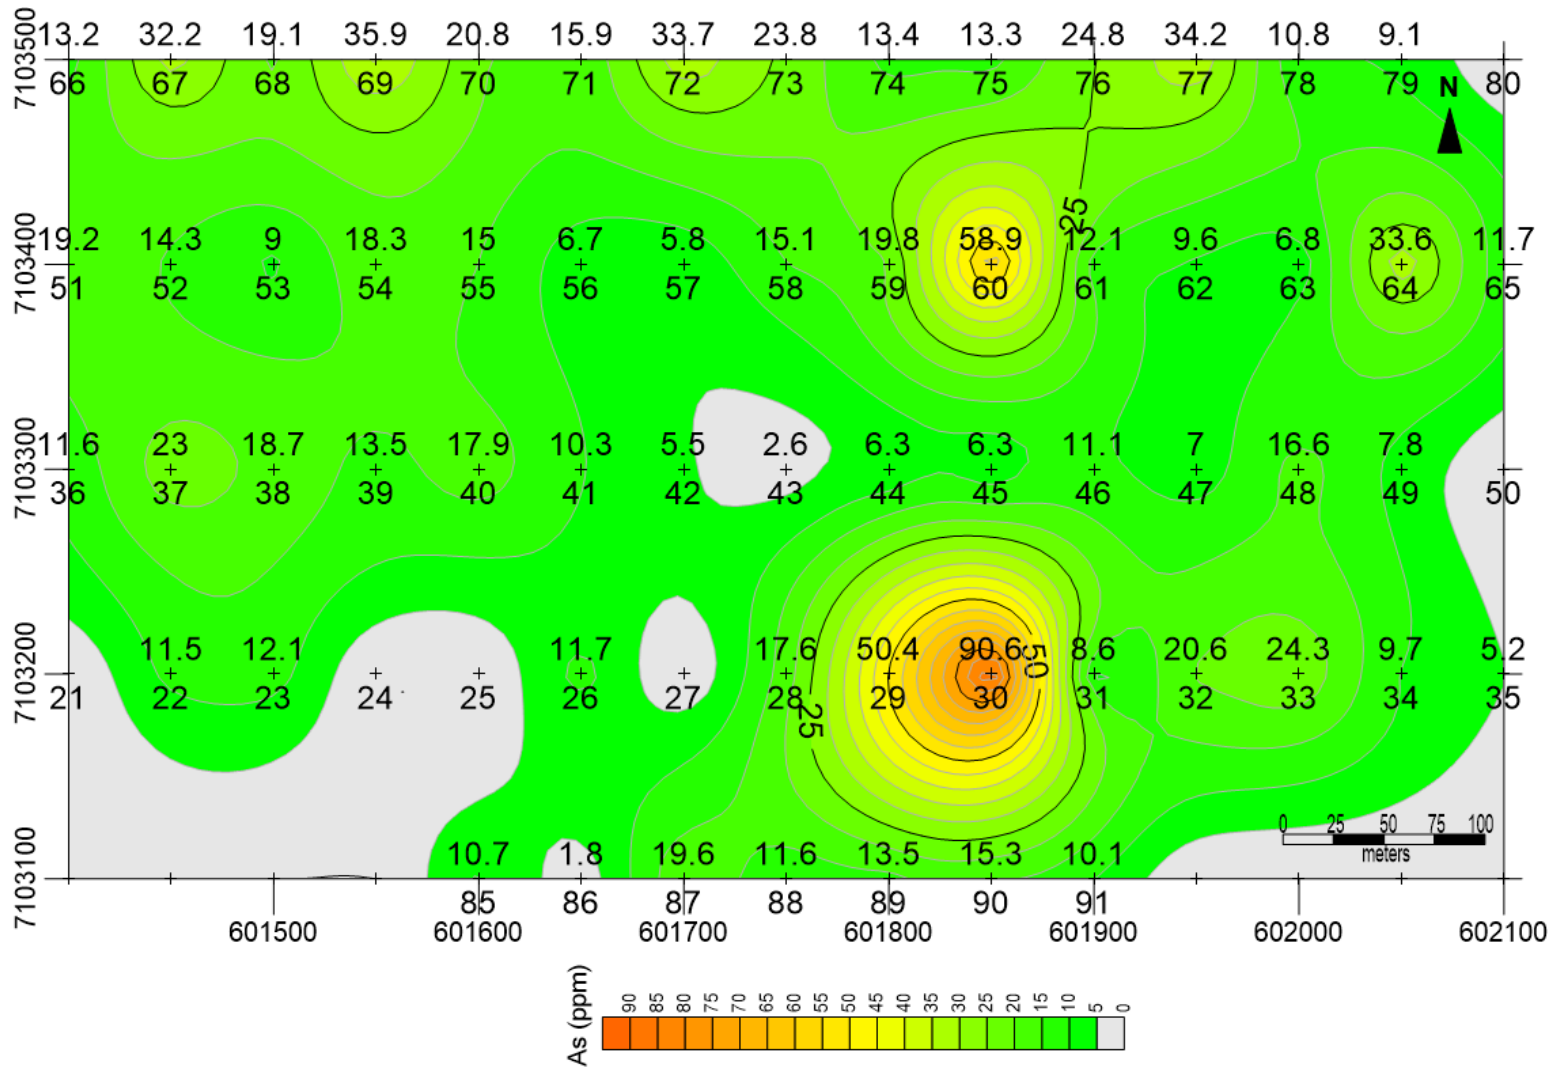 13.2 32.2 19.1 35.9 20.8 15.9 33.7 23.8 13.4 13.3 24.8 34.2 10.8 9.1
7103500
66 67 68 69 70 71 72 73 74 75 76 77 78 79 80
N
25
19.2 14.3 9 18.3 15 6.7 5.8 15.1 19.8 58.9 12.1 9.6 6.8 33.6 11.7
7103400
51 52 53 54 55 56 57 58 59 60 61 62 63 64 65
11.6 23 18.7 13.5 17.9 10.3 5.5 2.6 6.3 6.3 11.1 7 16.6 7.8
7103300
36 37 38 39 40 41 42 43 44 45 46 47 48 49 50
11.5 12.1 11.7 17.6 50.4 90.6 8.6 20.6 24.3 9.7 5.2
50
7103200
21 22 23 24 25 26 27 28 29 30 31 32 33 34 35
25
0 25 50 75 100
meters
10.7 1.8 19.6 11.6 13.5 15.3 10.1
7103100
85 86 87 88 89 90 91
601500 601600 601700 601800 601900 602000 602100
As (ppm)
90 85 80 75 70 65 60 55 50 45 40 35 30 25 20 15 10 5 0